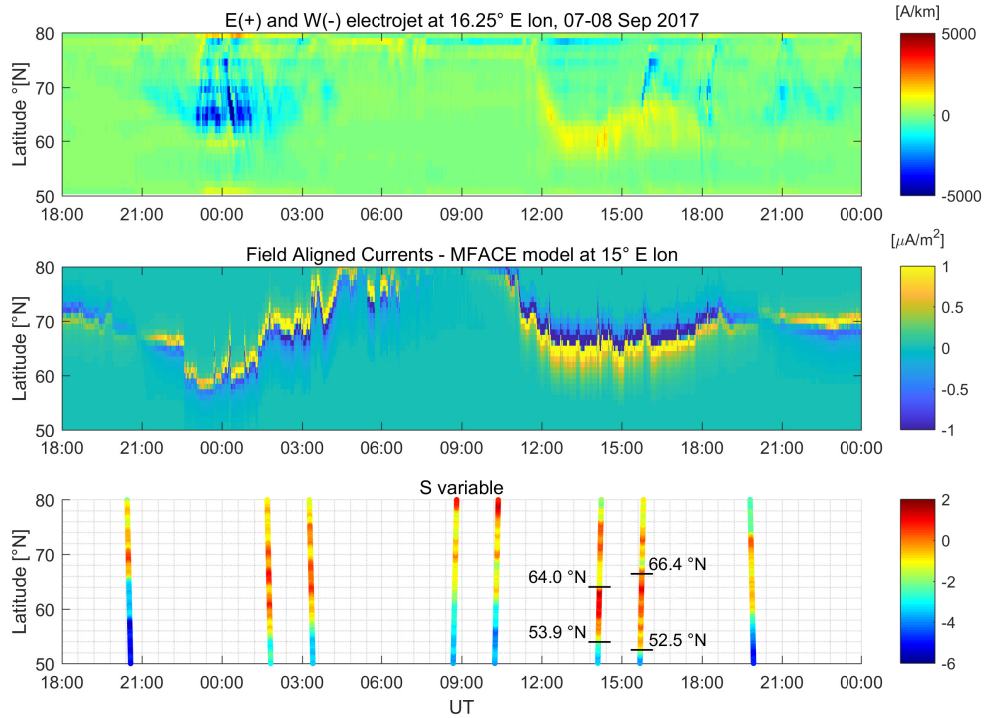 E(+) and W(-) electrojet at 16.25° E lon, 07-08 Sep 2017
[A/km]
Latitude °[N]
80
70
60
50
18:00 21:00 00:00 03:00 06:00 09:00 12:00 15:00 18:00 21:00 00:00
5000
0
-5000
Field Aligned Currents - MFACE model at 15° E lon
[μA/m²]
Latitude [°N]
80
70
60
50
18:00 21:00 00:00 03:00 06:00 09:00 12:00 15:00 18:00 21:00 00:00
1
0.5
0
-0.5
-1
S variable
Latitude [°N]
80
70
60
50
64.0 °N
66.4 °N
53.9 °N
52.5 °N
18:00 21:00 00:00 03:00 06:00 09:00 12:00 15:00 18:00 21:00 00:00
UT
2
0
-2
-4
-6